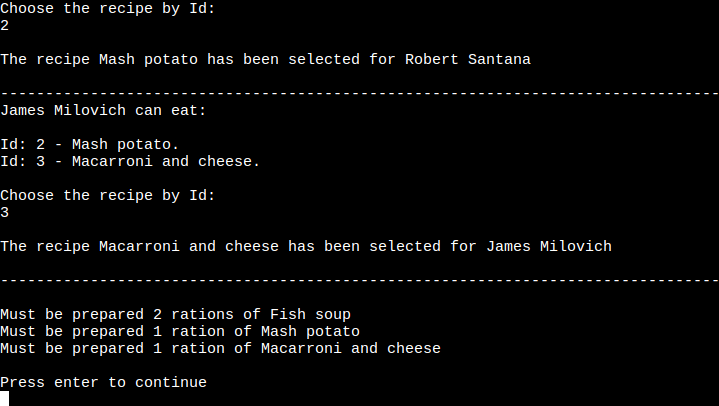 Choose the recipe by Id:
2
The recipe Mash potato has been selected for Robert Santana
--------------------------------------------------------------------------------
James Milovich can eat:
Id: 2 - Mash potato.
Id: 3 - Macarroni and cheese.
Choose the recipe by Id:
3
The recipe Macarroni and cheese has been selected for James Milovich
--------------------------------------------------------------------------------
Must be prepared 2 rations of Fish soup
Must be prepared 1 ration of Mash potato
Must be prepared 1 ration of Macarroni and cheese
Press enter to continue